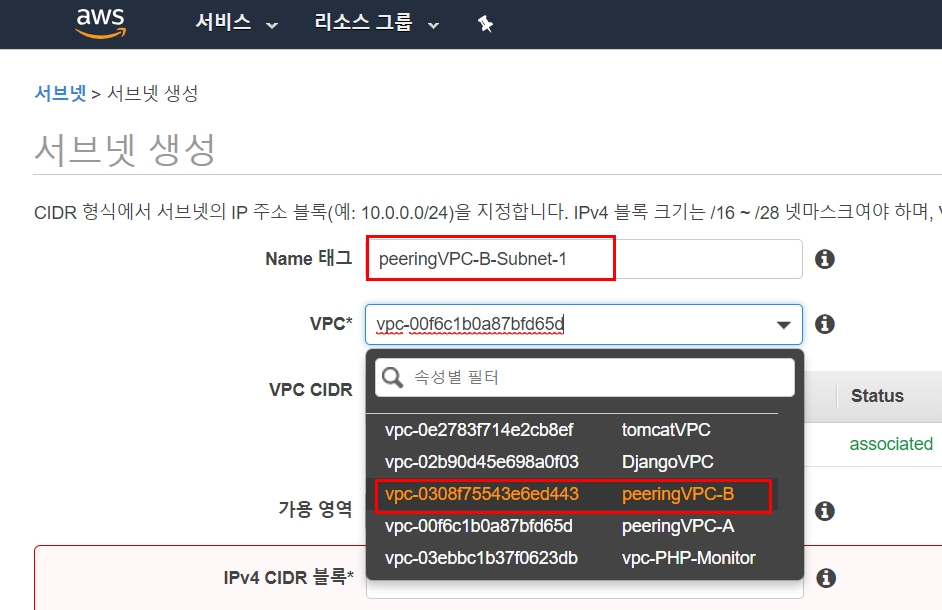 aws 서비스 리소스 그룹
서브넷 > 서브넷 생성
서브넷 생성
CIDR 형식에서 서브넷의 IP 주소 블록(예: 10.0.0.0/24)을 지정합니다. IPv4 블록 크기는 /16 ~ /28 넷마스크여야 하며,
Name 태그 peeringVPC-B-Subnet-1
VPC* vpc-00f6c1b0a87bfd65d
속성별 필터
VPC CIDR Status
vpc-0e2783f714e2cb8ef tomcatVPC
associated
vpc-02b90d45e698a0f03 DjangoVPC
vpc-0308f75543e6ed443 peeringVPC-B
가용 영역
vpc-00f6c1b0a87bfd65d peeringVPC-A
vpc-03ebbc1b37f0623db vpc-PHP-Monitor
IPv4 CIDR 블록*